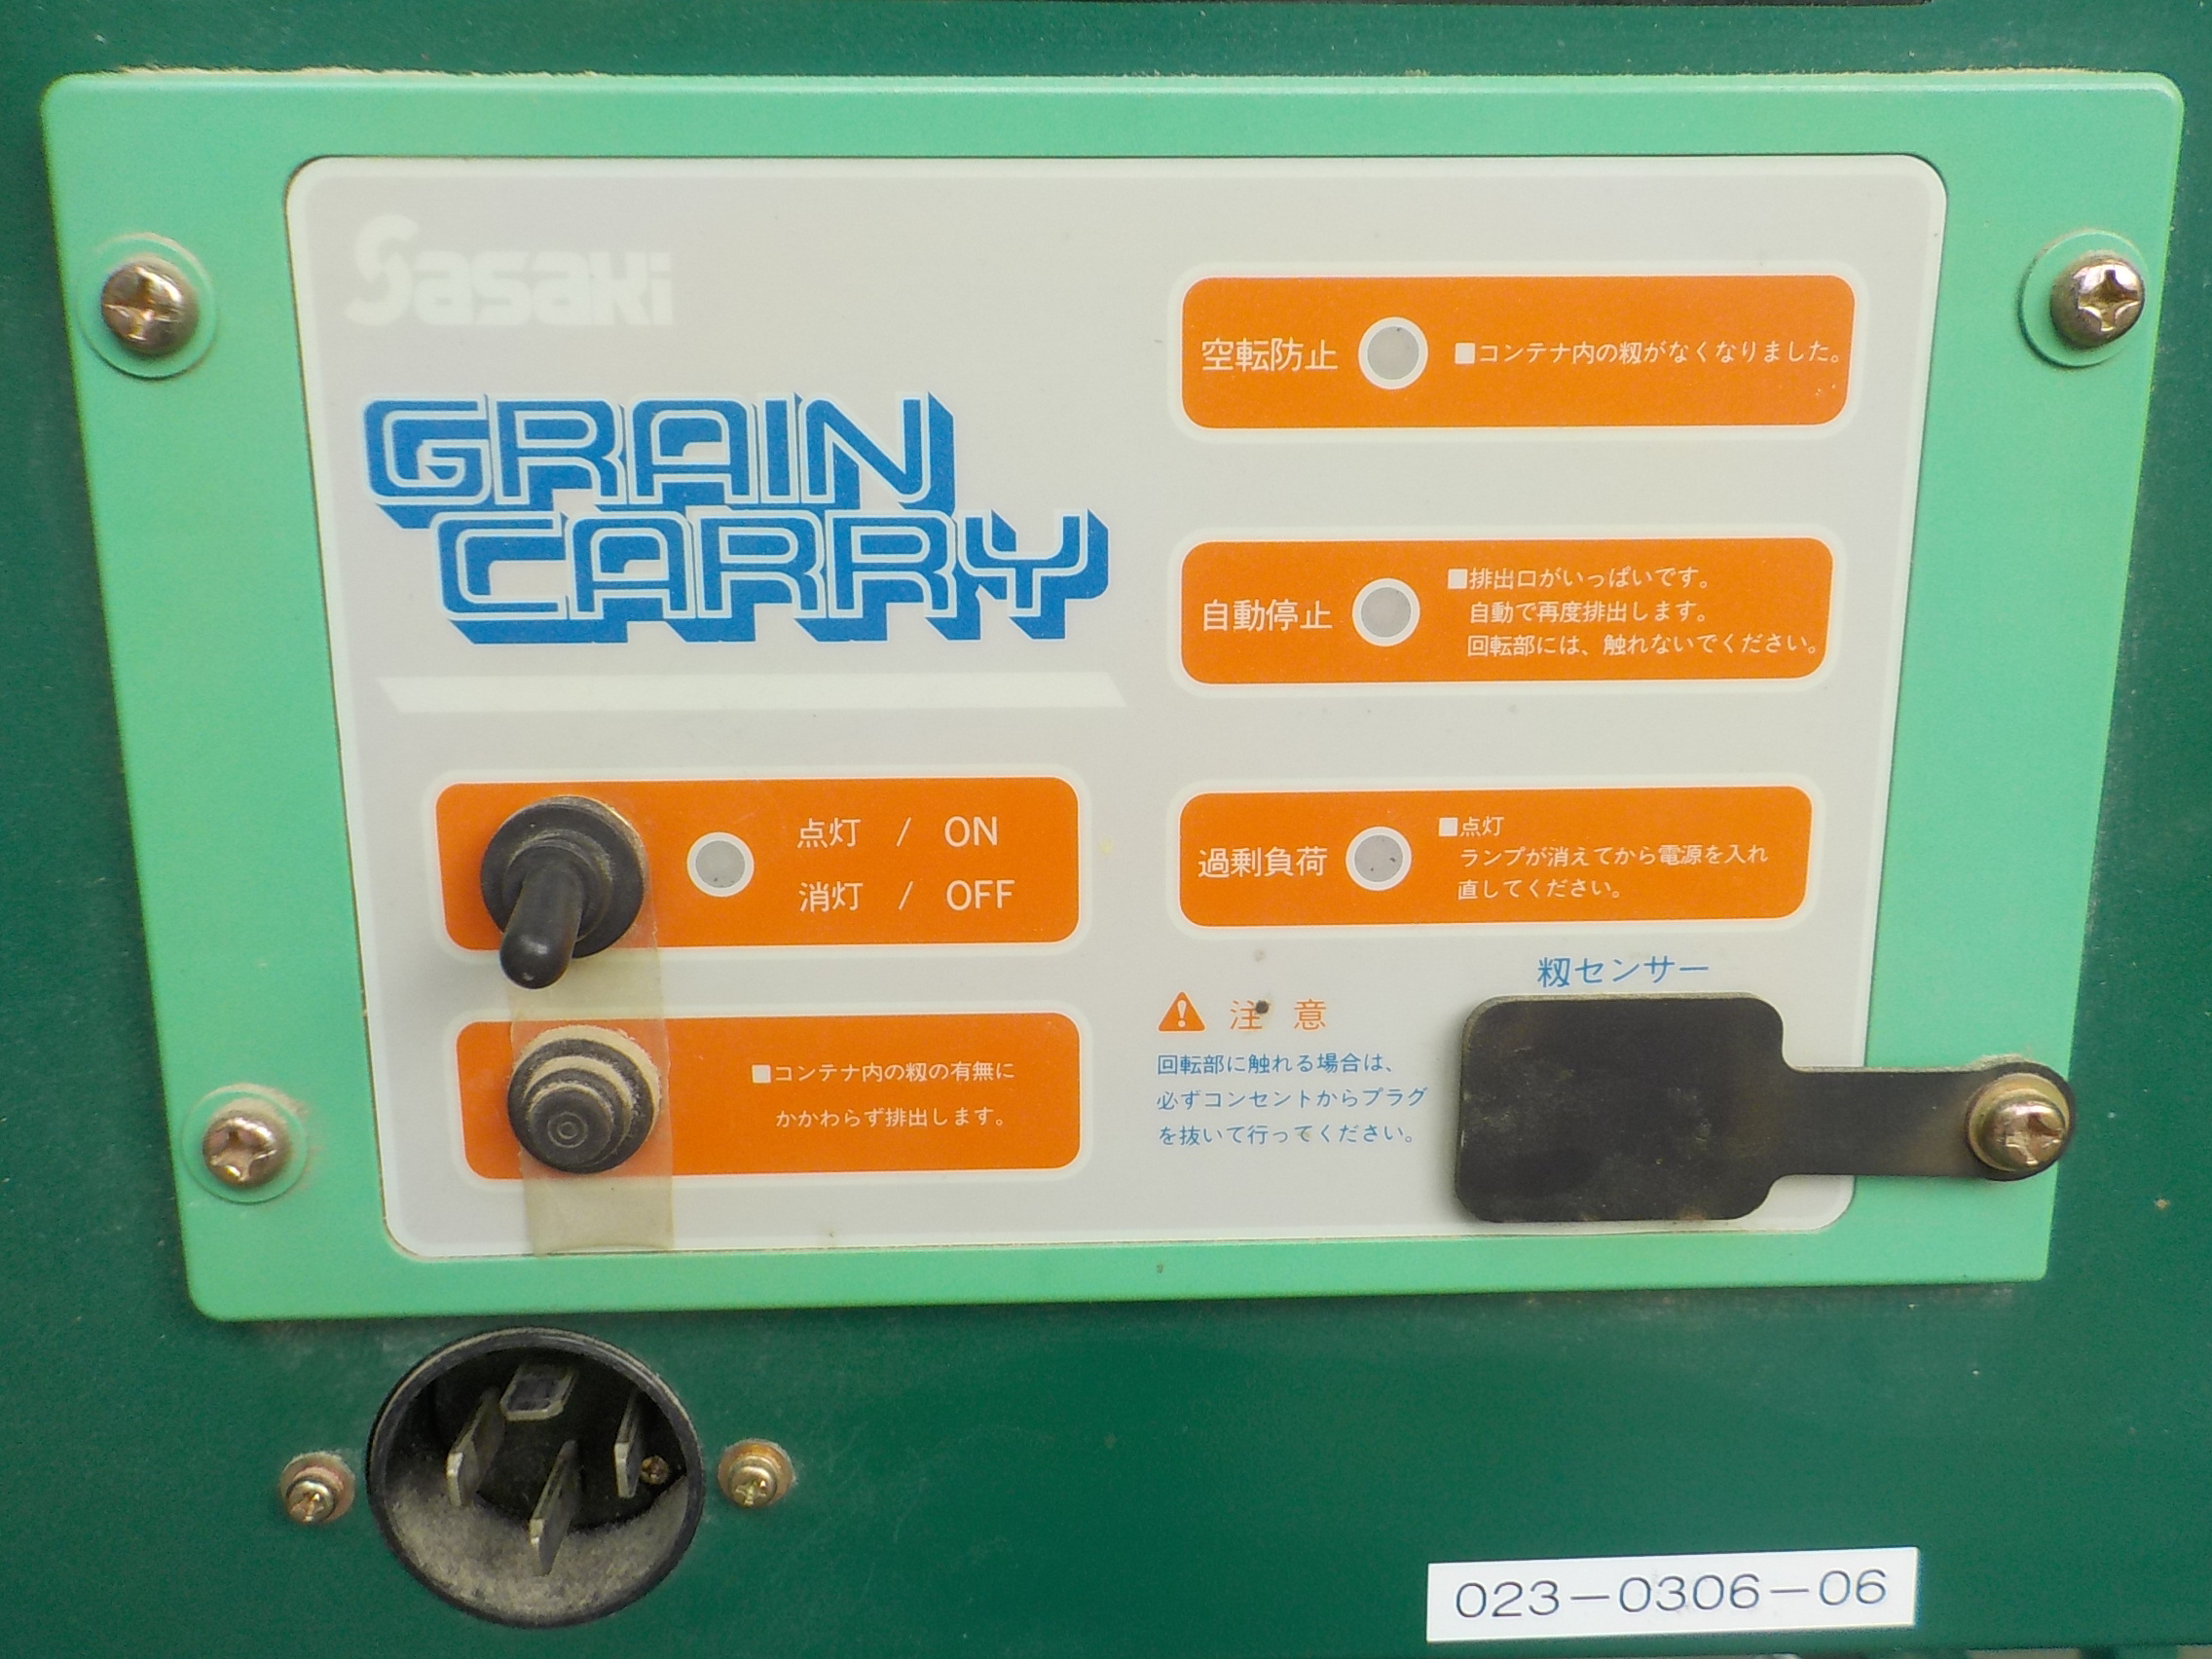 Sasaki
GRAIN
CARRY
点灯 / ON
消灯 / OFF
■コンテナ内の籾の有無に
かかわらず排出します。
空転防止
■コンテナ内の籾がなくなりました。
自動停止
■排出口がいっぱいです。
自動で再度排出します。
回転部には、触れないでください。
過剰負荷
■点灯
ランプが消えてから電源を入れ
直してください。
注意
回転部に触れる場合は、
必ずコンセントからプラグ
を抜いて行ってください。
籾センサー
023-0306-06